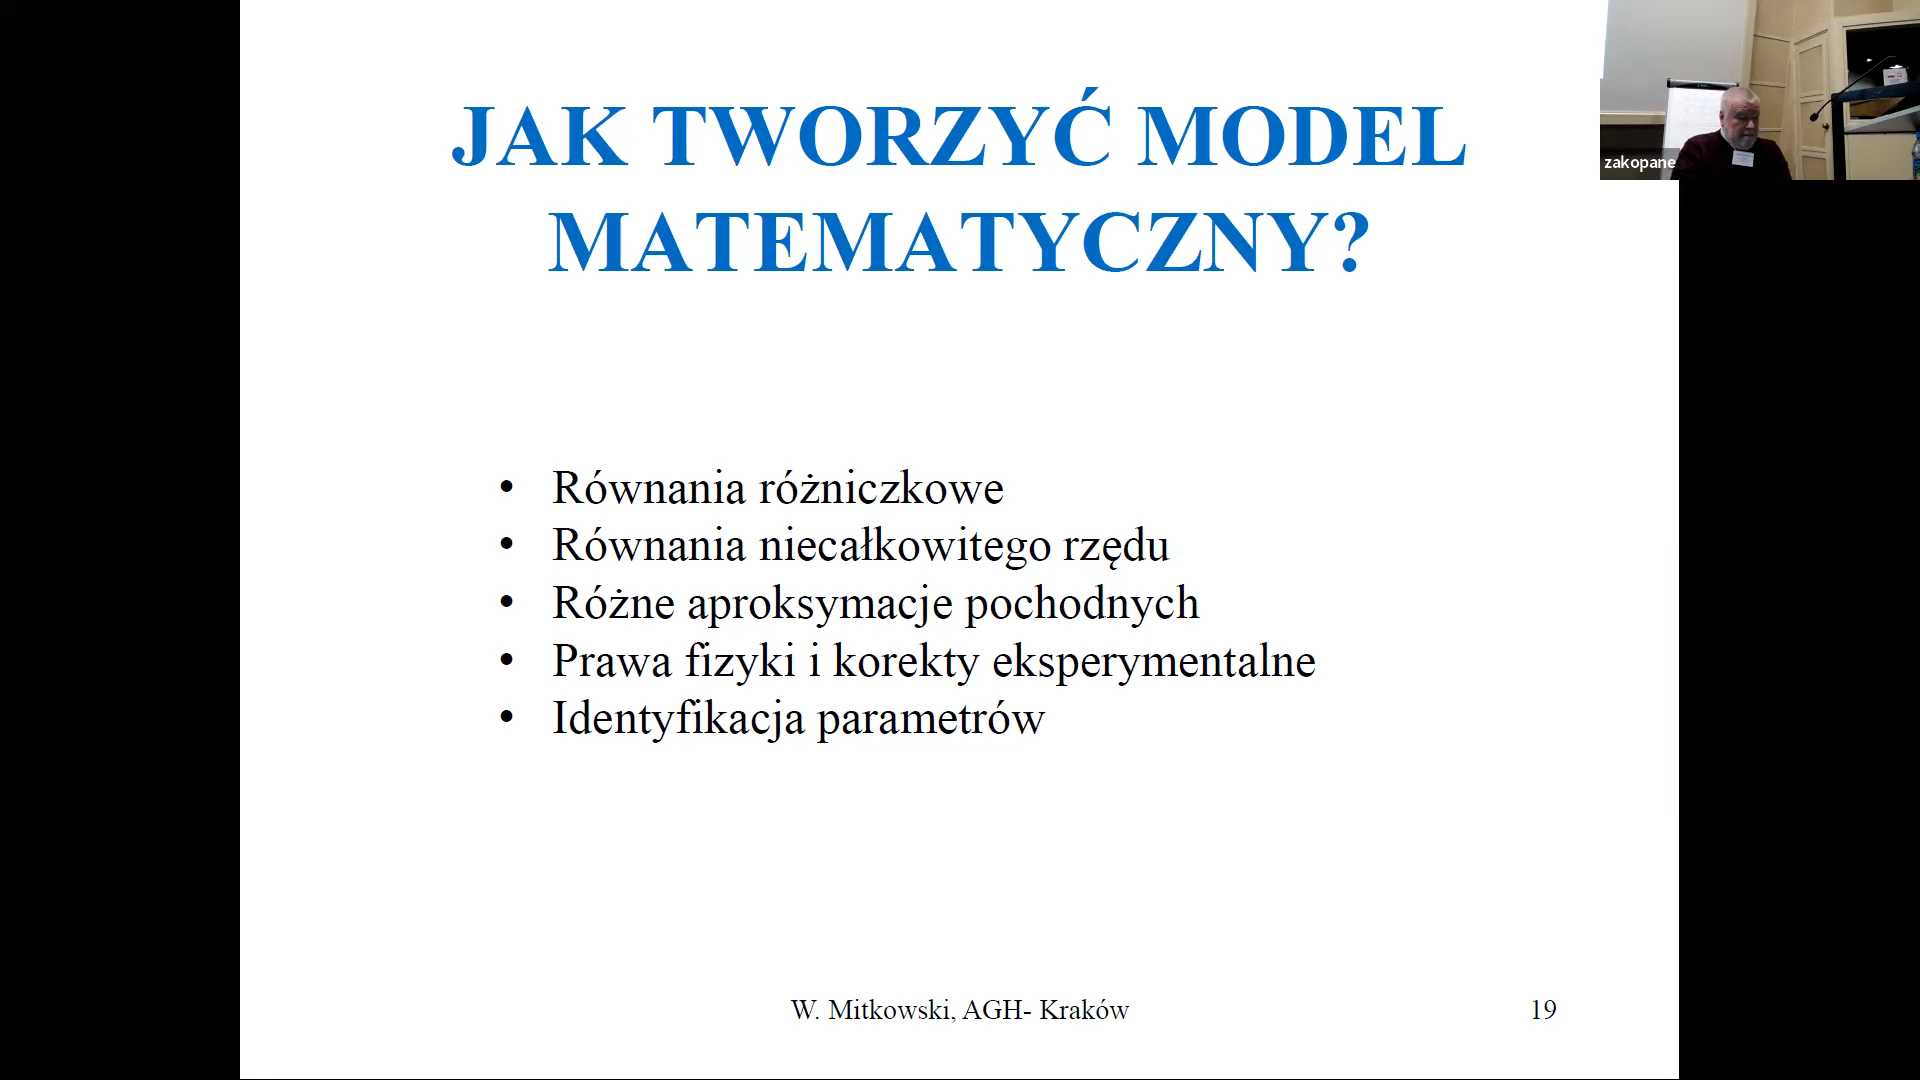 JAK TWORZYĆ MODEL
MATEMATYCZNY?
zakopane
• Równania różniczkowe
• Równania niecałkowitego rzędu
• Różne aproksymacje pochodnych
• Prawa fizyki i korekty eksperymentalne
• Identyfikacja parametrów
W. Mitkowski, AGH- Kraków
19